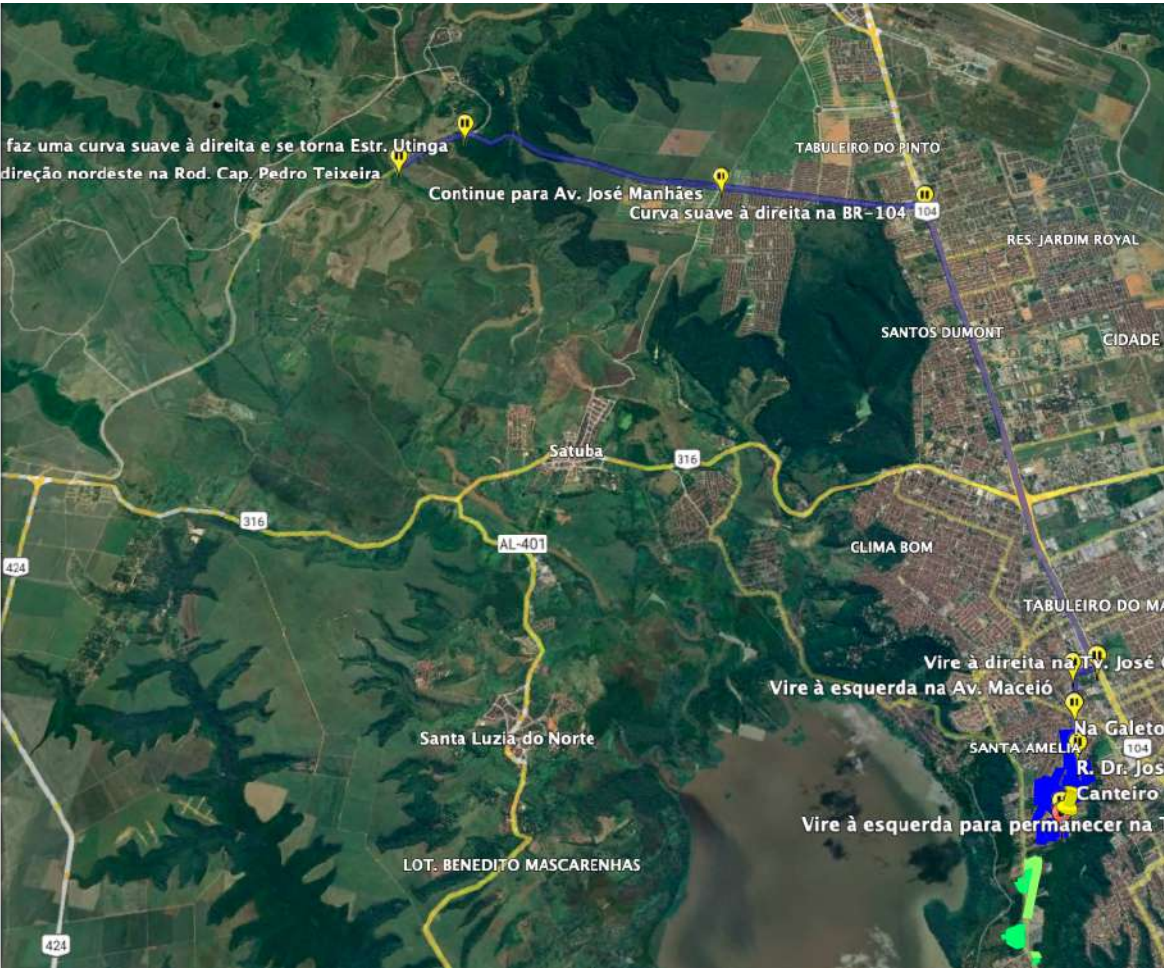 TABULEIRO DO PINTO
faz uma curva suave à direita e se torna Estr. Utinga
direção nordeste na Rod. Cap. Pedro Teixeira
Continue para Av. José Manhães
Curva suave à direita na BR-104
104
RES. JARDIM ROYAL
SANTOS DUMONT
CIDADE
Satuba
316
316
AL-401
CLIMA BOM
424
TABULEIRO DO MA
Vire à direita na Tv. José
Vire à esquerda na Av. Maceió
Na Galeto
Santa Luzia do Norte
SANTA AMELIA
104
R. Dr. Jos
Canteiro
Vire à esquerda para permanecer na
LOT. BENEDITO MASCARENHAS
424